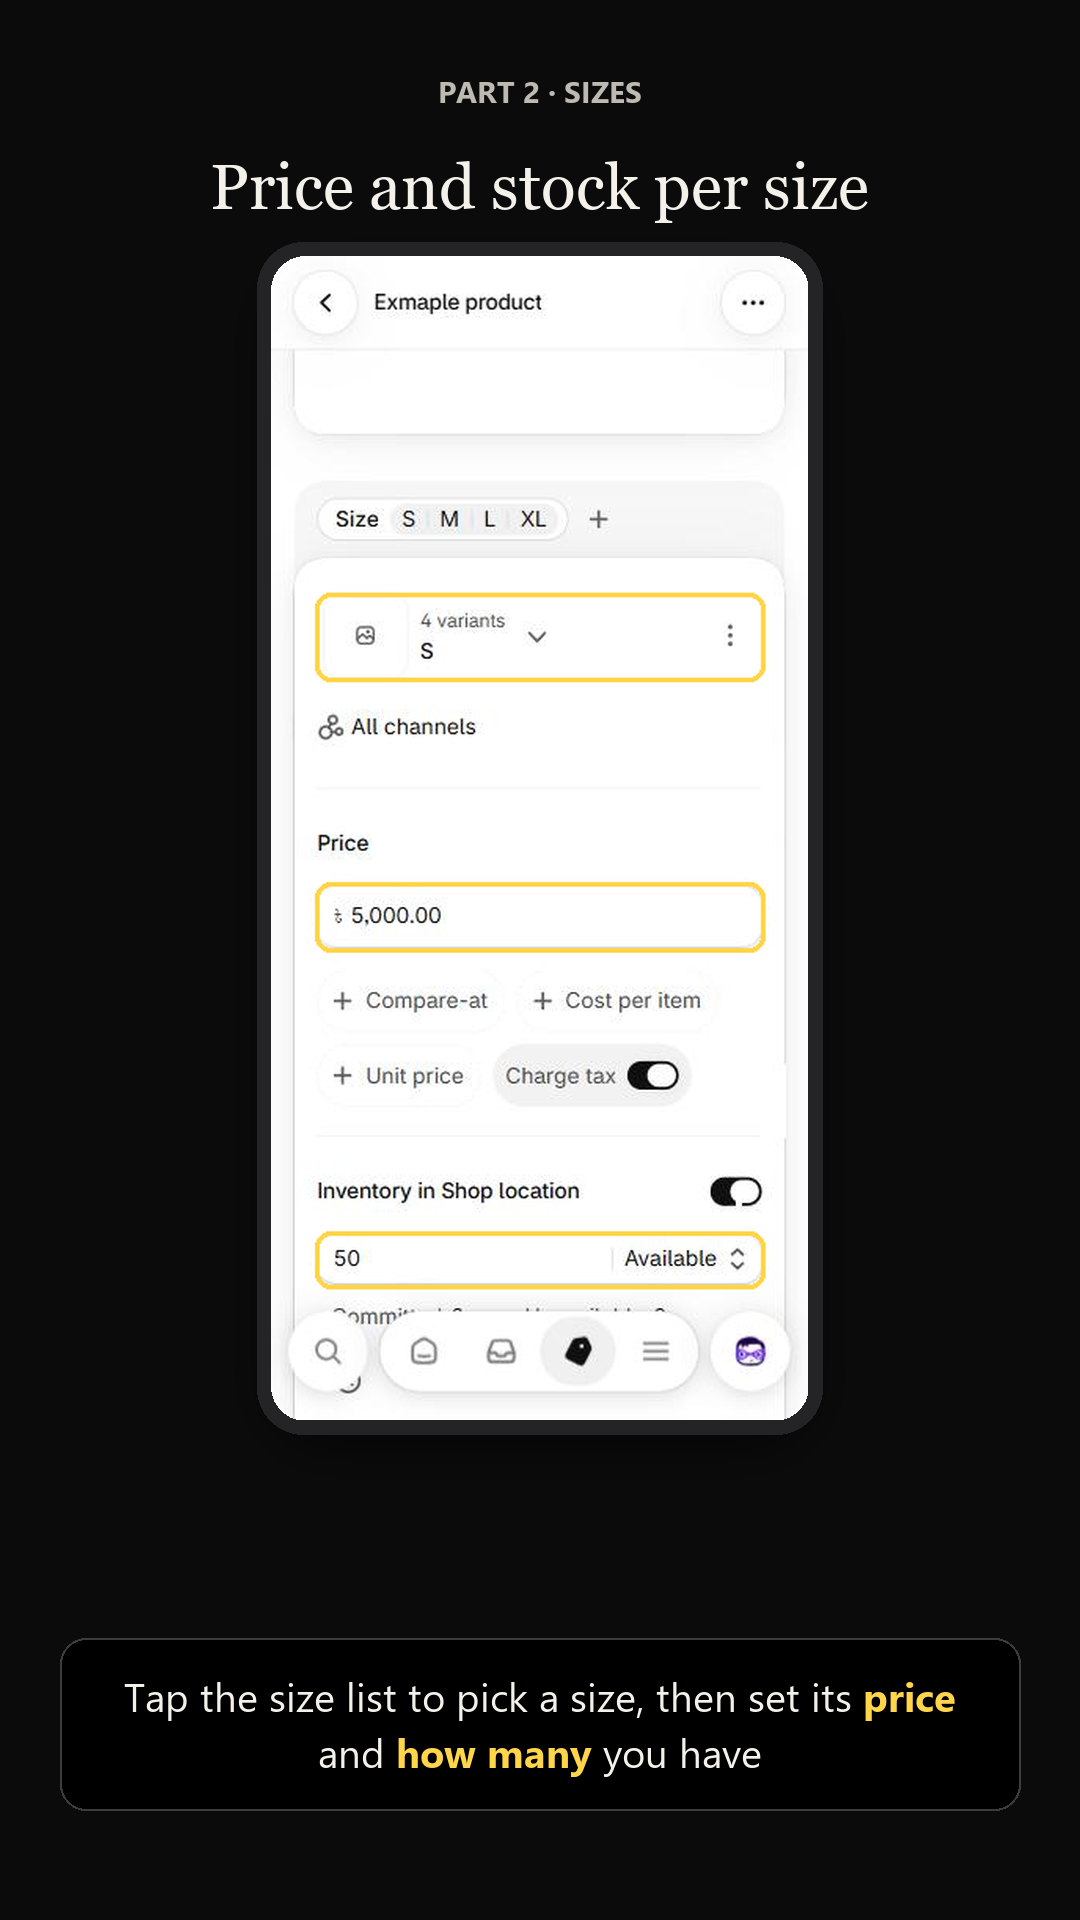 PART 2 · SIZES
Price and stock per size
Exmaple product
Size S M L XL
4 variants
S
All channels
Price
৳ 5,000.00
Compare-at
Cost per item
Unit price
Charge tax
Inventory in Shop location
50
Available
Tap the size list to pick a size, then set its price
and how many you have